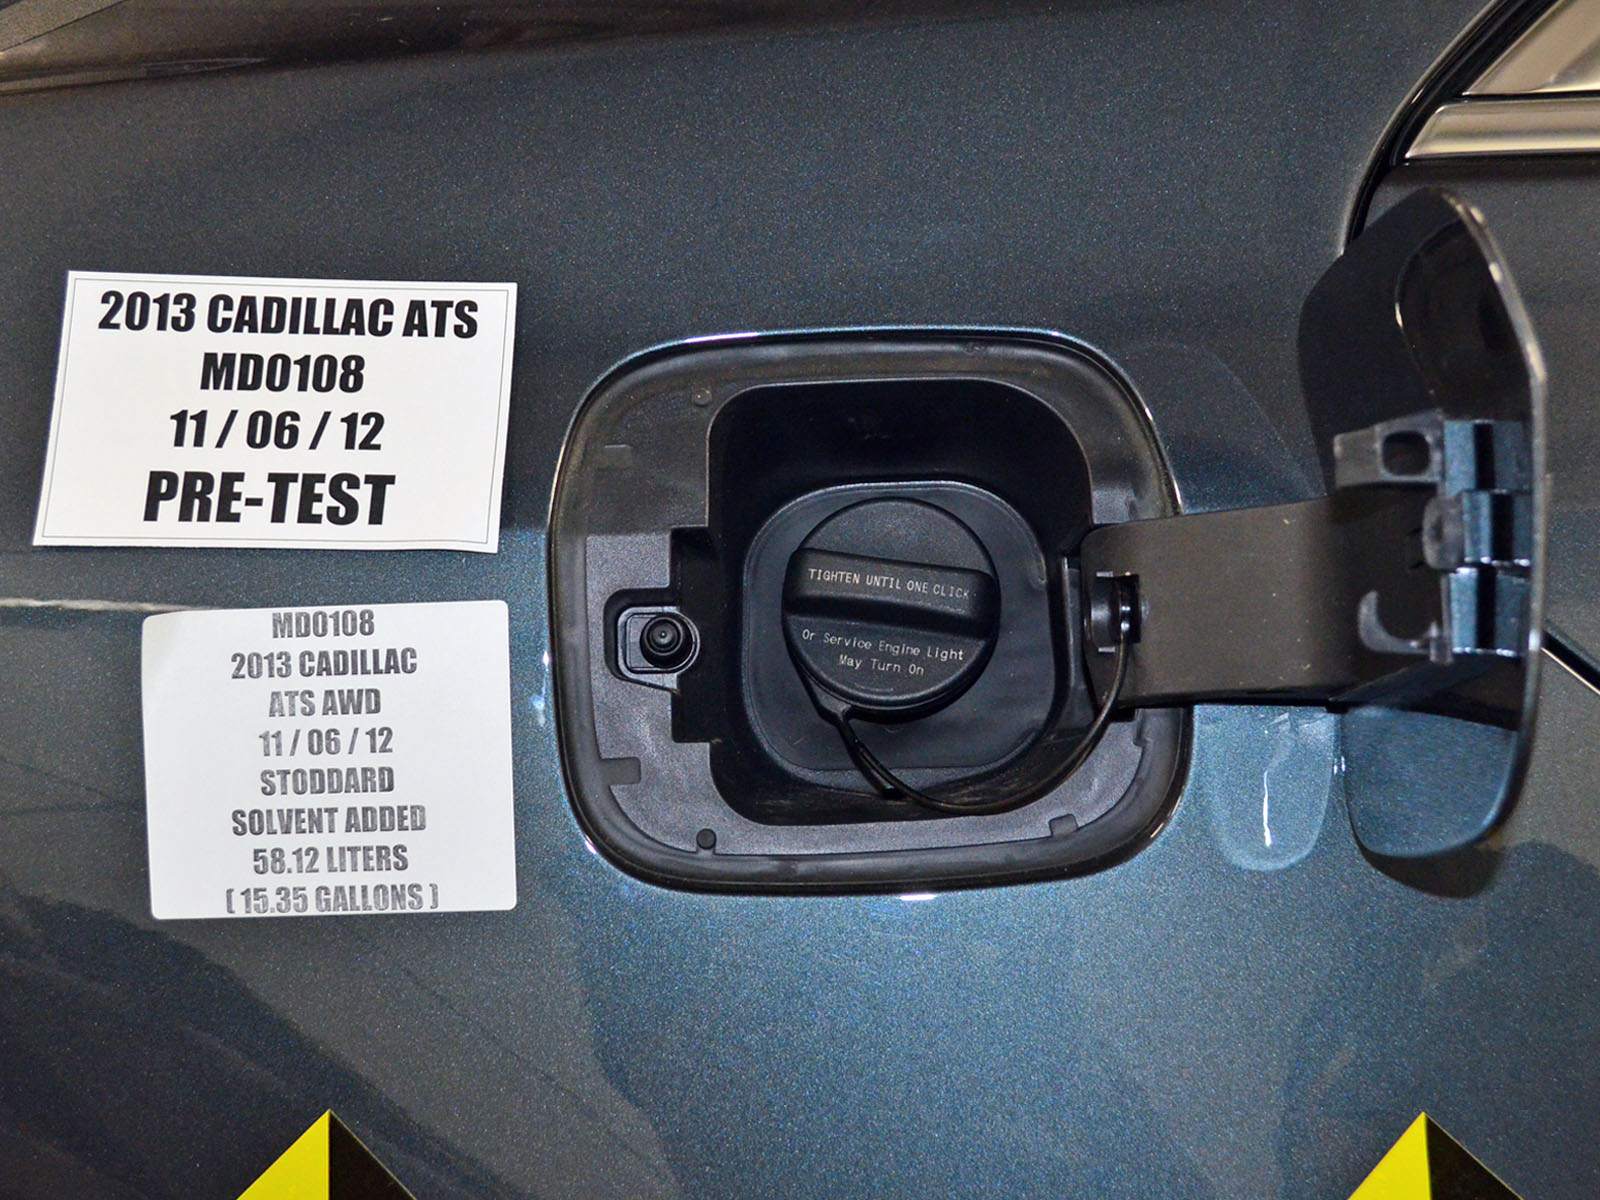 2013 CADILLAC ATS
MD0108
11 / 06 / 12
PRE-TEST
MD0108
2013 CADILLAC
ATS AWD
11 / 06 / 12
STODDARD
SOLVENT ADDED
58.12 LITERS
[ 15.35 GALLONS ]
TIGHTEN UNTIL ONE CLICK
Or Service Engine Light
May Turn On